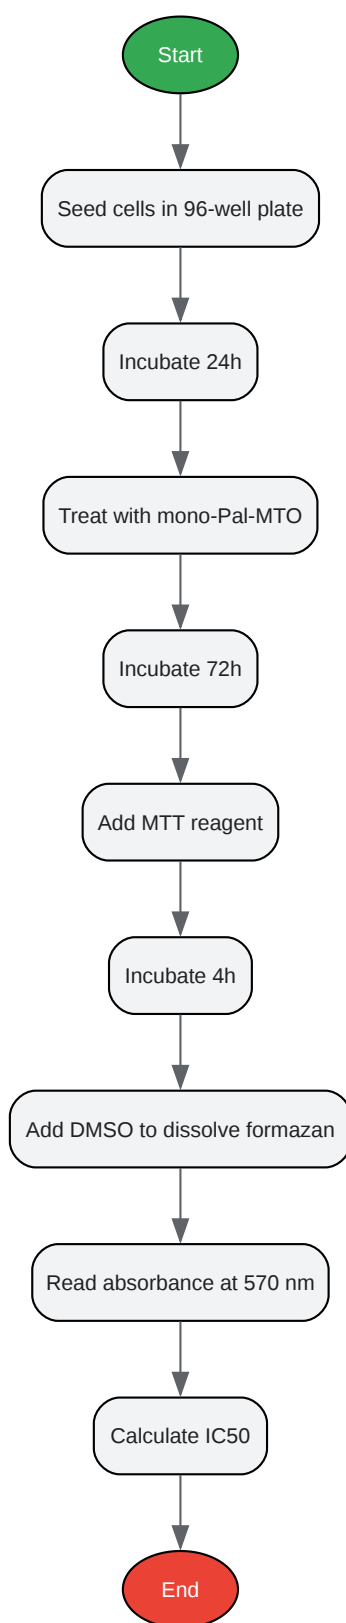 Start
Seed cells in 96-well plate
Incubate 24h
Treat with mono-Pal-MTO
Incubate 72h
Add MTT reagent
Incubate 4h
Add DMSO to dissolve formazan
Read absorbance at 570 nm
Calculate IC50
End